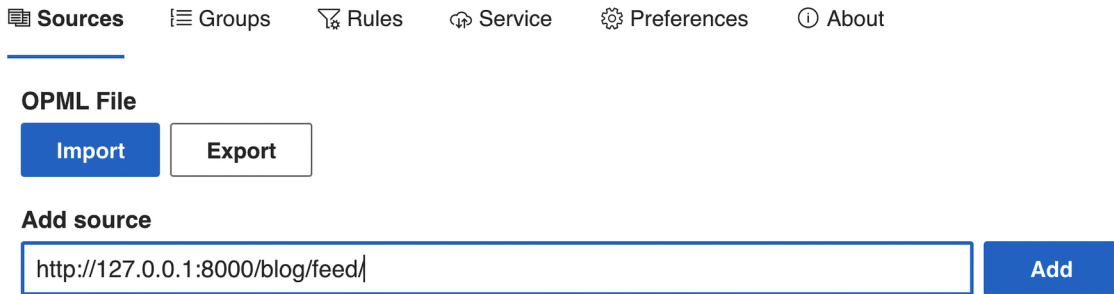 Sources Groups Rules Service Preferences About
OPML File
Import Export
Add source
http://127.0.0.1:8000/blog/feed/ Add